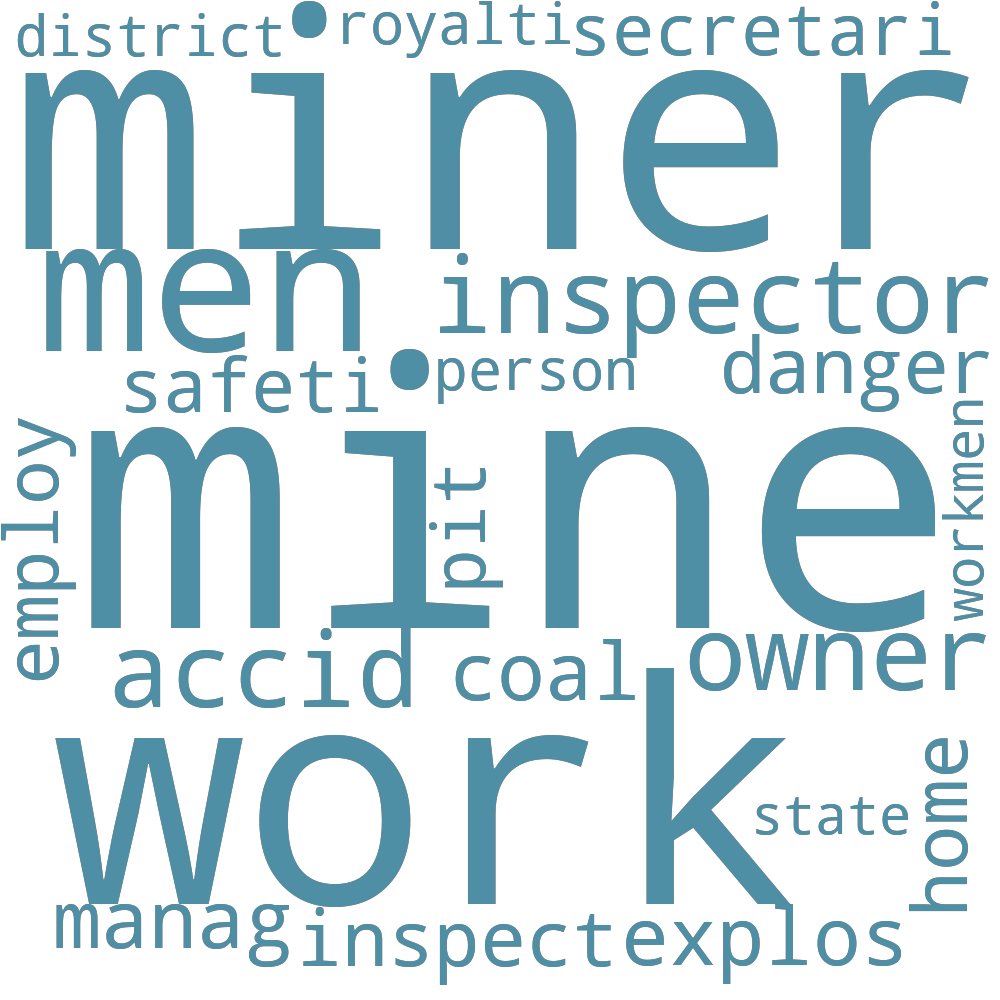 district
royalti
secretari
miner
men
inspector
safeti
person
danger
employ
mine
pit
workmen
accid
coal
owner
work
state
home
manag
inspect
explos